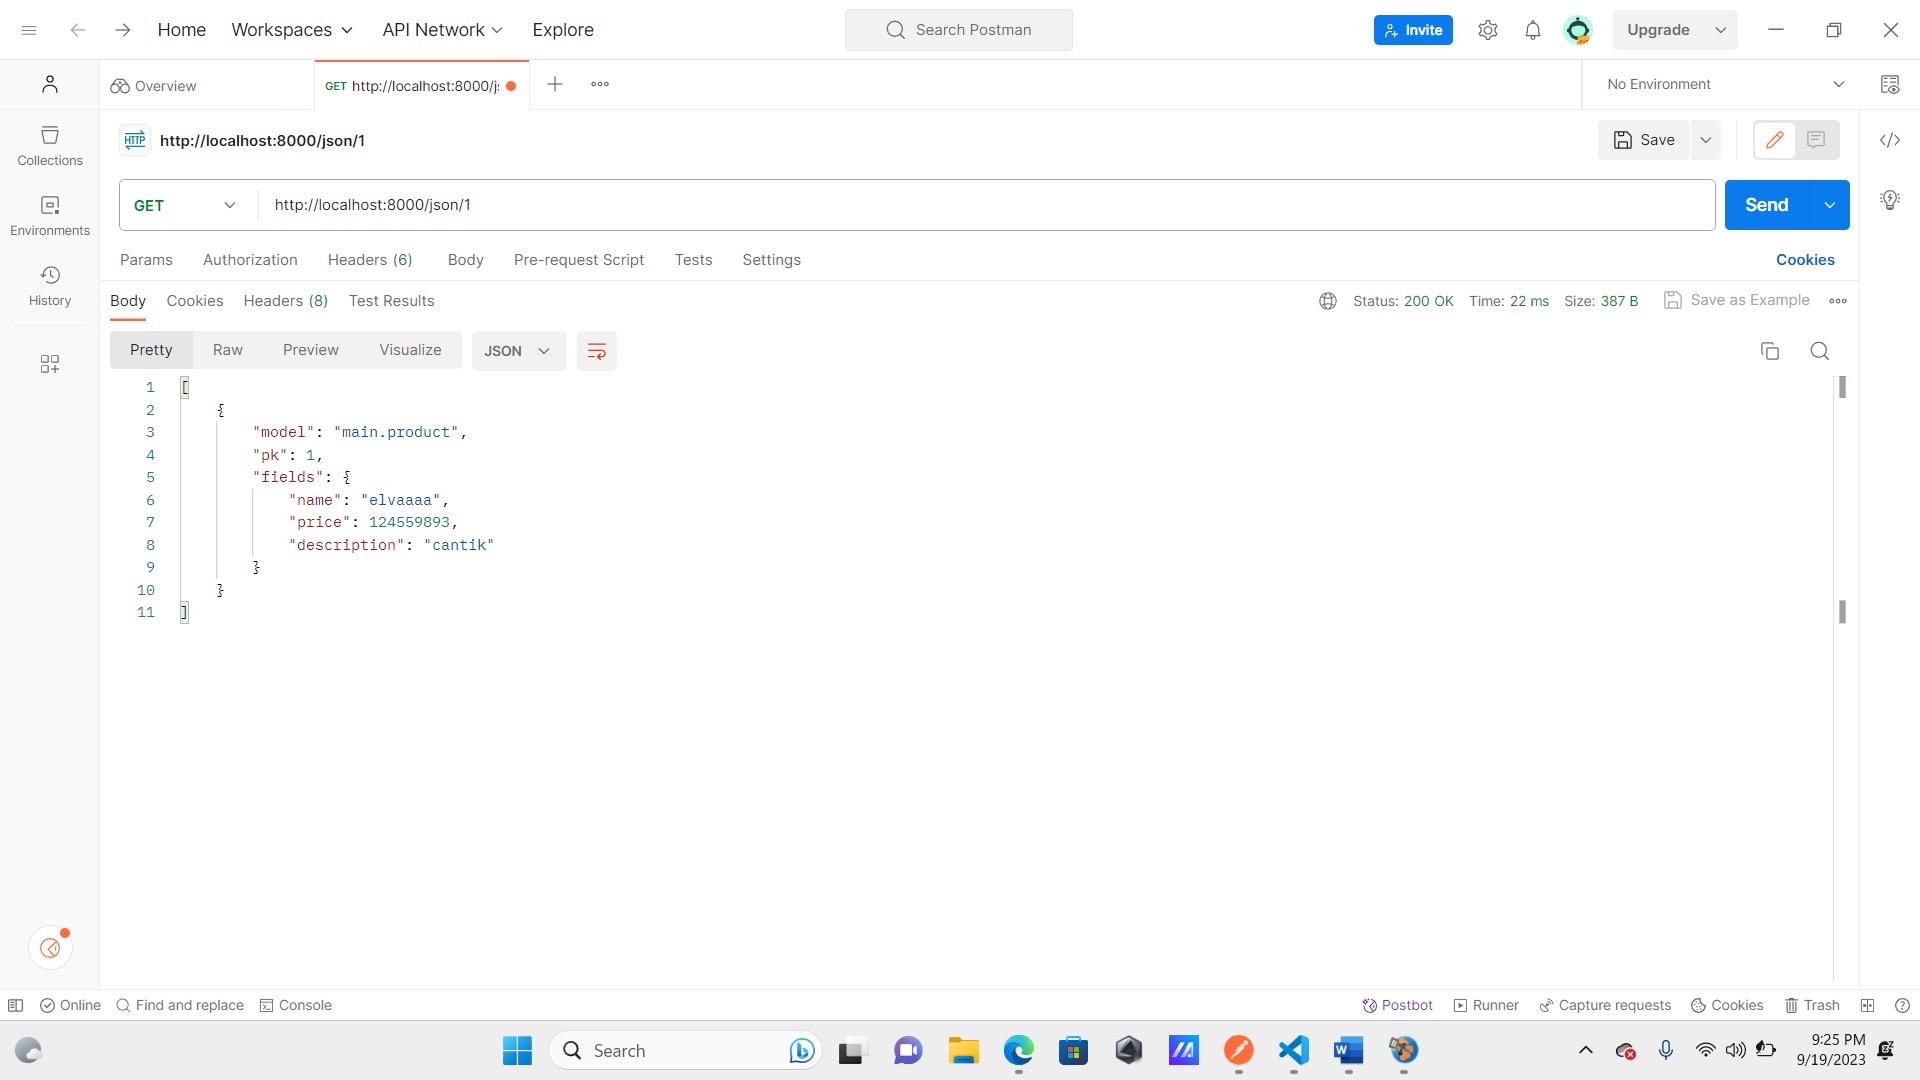 Home Workspaces API Network Explore Search Postman Invite Upgrade
Overview GET http://localhost:8000/j No Environment
HTTP http://localhost:8000/json/1 Save
Collections
GET http://localhost:8000/json/1 Send
Environments
Params Authorization Headers (6) Body Pre-request Script Tests Settings Cookies
History
Body Cookies Headers (8) Test Results Status: 200 OK Time: 22 ms Size: 387 B Save as Example
Pretty Raw Preview Visualize JSON
1 [
2 {
3 "model": "main.product",
4 "pk": 1,
5 "fields": {
6 "name": "elvaaaa",
7 "price": 124559893,
8 "description": "cantik"
9 }
10 }
11 ]
Online Find and replace Console Postbot Runner Capture requests Cookies Trash
Search 9:25 PM
9/19/2023